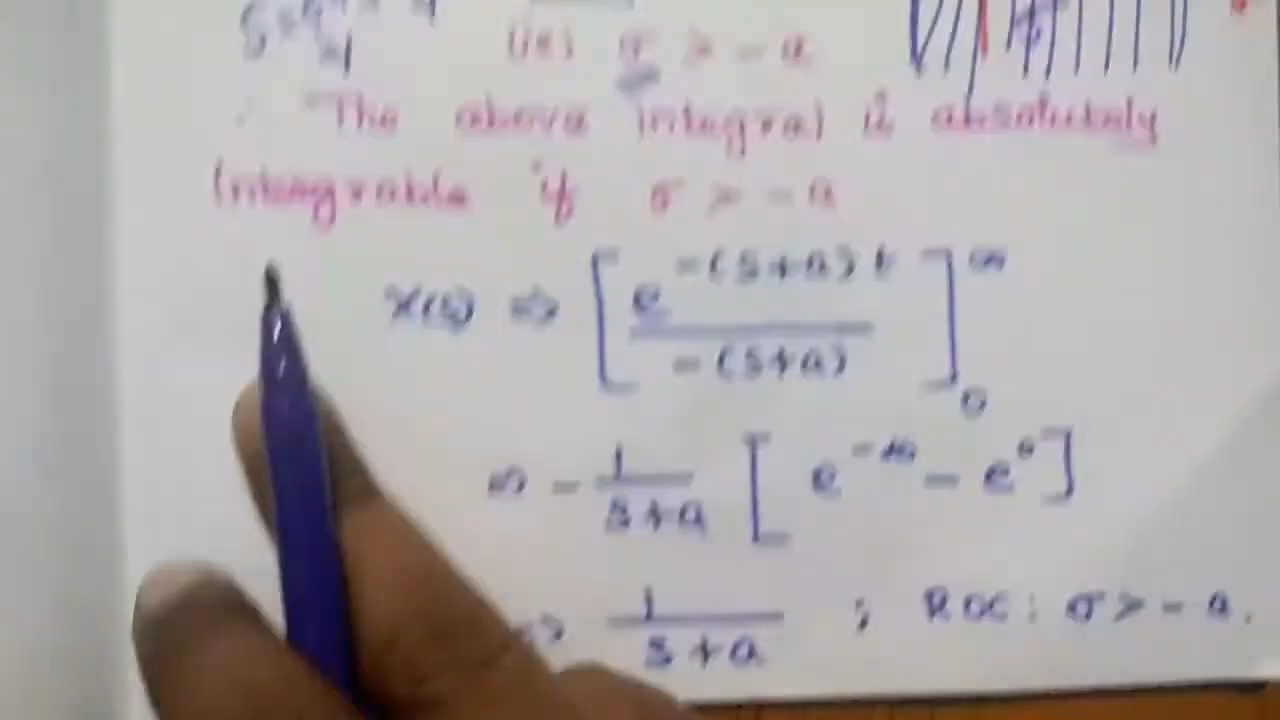 (ie) σ > - a
∴ The above integral is absolutely
integrable if σ > - a
X(s) ⇒ [ e^-(s+a)t / -(s+a) ]_0^∞
⇒ - 1/(s+a) [ e^-∞ - e^0 ]
⇒ 1/(s+a) ; ROC : σ > - a.